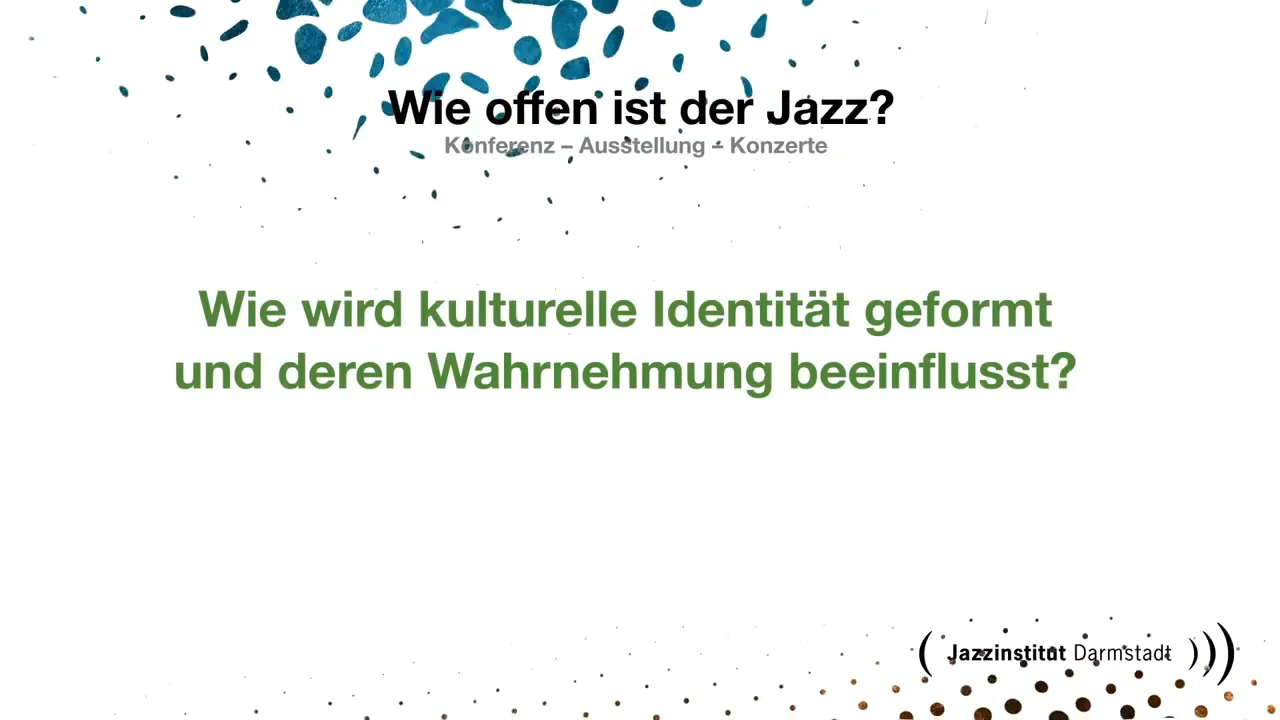 Wie offen ist der Jazz?
Konferenz – Ausstellung – Konzerte
Wie wird kulturelle Identität geformt
und deren Wahrnehmung beeinflusst?
Jazzinstitut Darmstadt